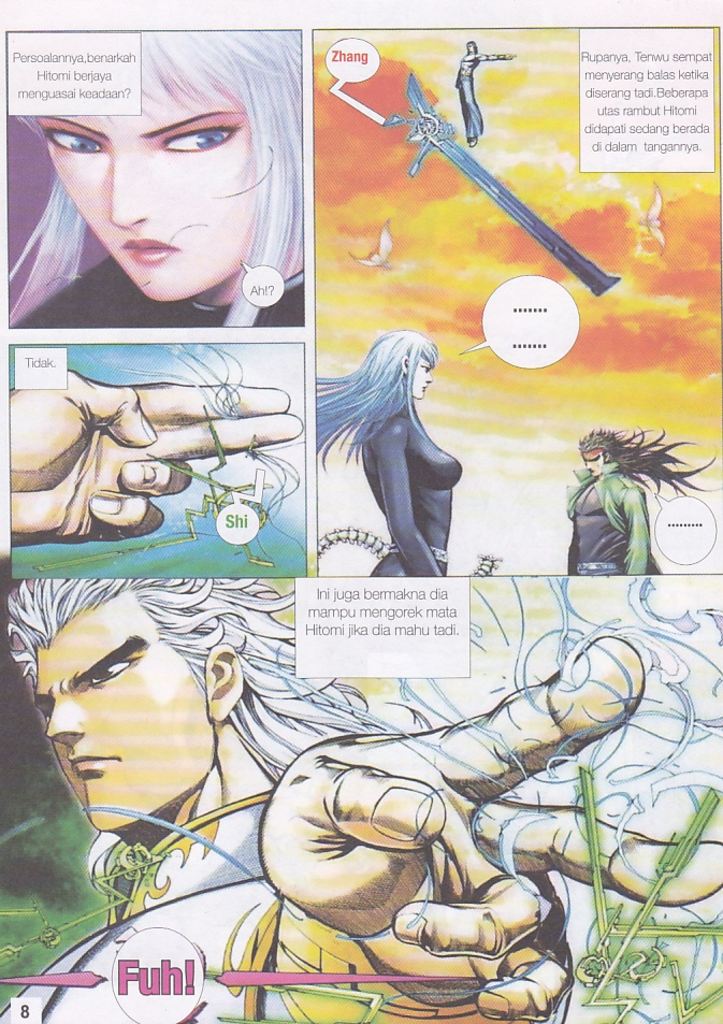 Persoalannya,benarkah
Hitomi berjaya
menguasai keadaan?
Ah!?
Zhang
Rupanya, Tenwu sempat
menyerang balas ketika
diserang tadi.Beberapa
utas rambut Hitomi
didapati sedang berada
di dalam tangannya.
.......
.......
.........
Tidak.
Shi
Ini juga bermakna dia
mampu mengorek mata
Hitomi jika dia mahu tadi.
Fuh!
8